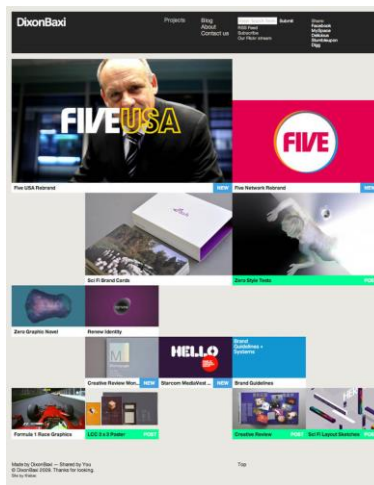 DixonBaxi
Projects
Blog
About
Contact us
Submit
RSS Feed
Subscribe
Our Flickr stream
Share
Facebook
MySpace
Delicious
Stumbleupon
Digg
FIVE USA
FIVE
Five USA Rebrand
NEW
Five Network Rebrand
NEW
Sci Fi Brand Cards
Zero Style Tests
POST
Zero Graphic Novel
Renew Identity
HELLO
Brand
Guidelines +
Systems
Creative Review Mon...
NEW
Starcom MediaVest ...
NEW
Brand Guidelines
Formula 1 Race Graphics
LCC 2 x 2 Poster
POST
Creative Review
POST
Sci Fi Layout Sketches
Made by DixonBaxi — Shared by You
© DixonBaxi 2009. Thanks for looking.
Top